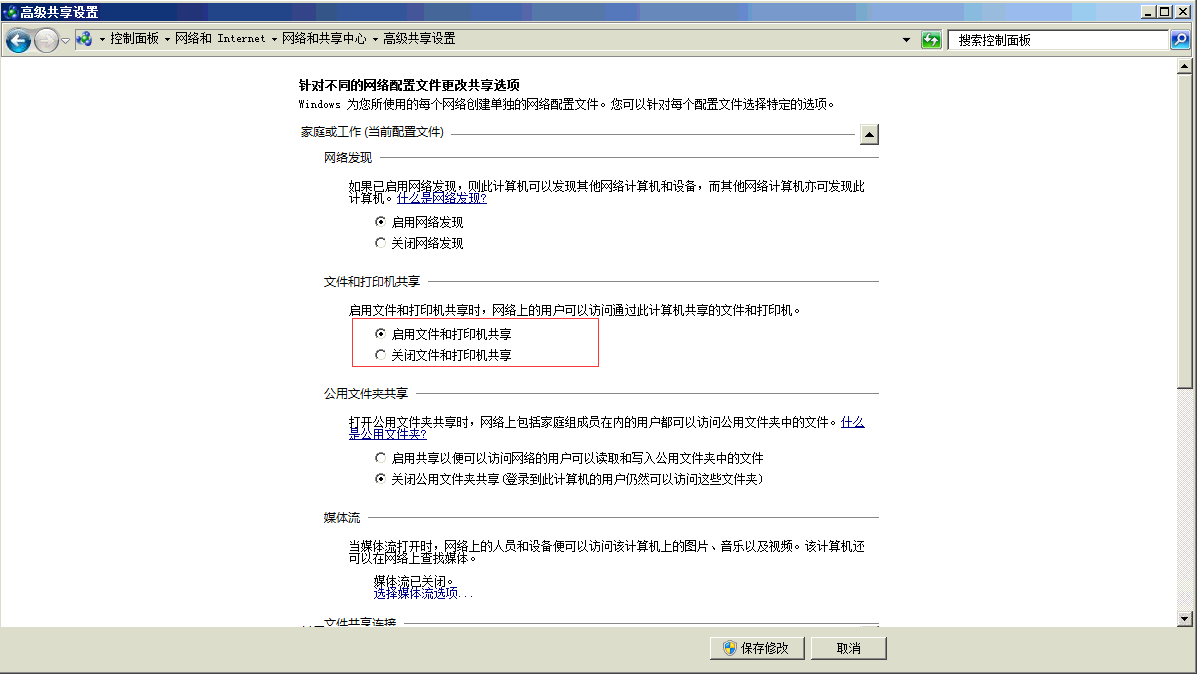 高级共享设置
控制面板 网络和 Internet 网络和共享中心 高级共享设置 搜索控制面板
针对不同的网络配置文件更改共享选项
Windows 为您所使用的每个网络创建单独的网络配置文件。您可以针对每个配置文件选择特定的选项。
家庭或工作 (当前配置文件)
网络发现
如果已启用网络发现，则此计算机可以发现其他网络计算机和设备，而其他网络计算机亦可发现此
计算机。什么是网络发现?
启用网络发现
关闭网络发现
文件和打印机共享
启用文件和打印机共享时，网络上的用户可以访问通过此计算机共享的文件和打印机。
启用文件和打印机共享
关闭文件和打印机共享
公用文件夹共享
打开公用文件夹共享时，网络上包括家庭组成员在内的用户都可以访问公用文件夹中的文件。什么
是公用文件夹?
启用共享以便可以访问网络的用户可以读取和写入公用文件夹中的文件
关闭公用文件夹共享(登录到此计算机的用户仍然可以访问这些文件夹)
媒体流
当媒体流打开时，网络上的人员和设备便可以访问该计算机上的图片、音乐以及视频。该计算机还
可以在网络上查找媒体。
媒体流已关闭。
选择媒体流选项...
文件共享连接
保存修改 取消